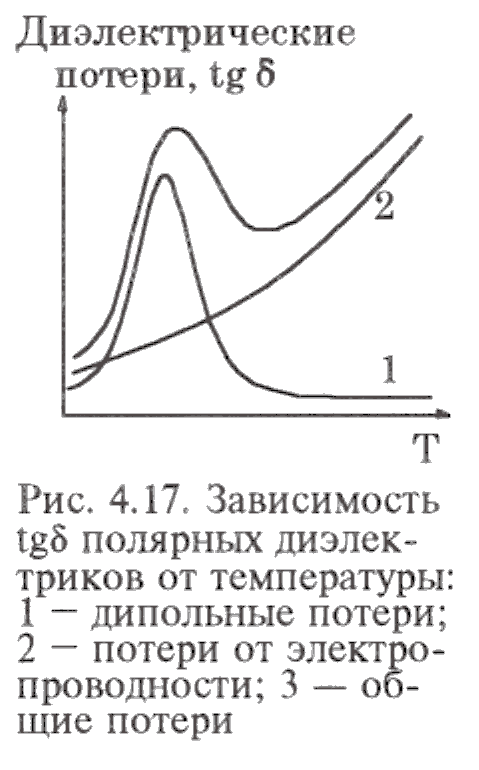 Диэлектрические
потери, tg δ
2
1
T
Рис. 4.17. Зависимость
tgδ полярных диэлек-
триков от температуры:
1 — дипольные потери;
2 — потери от электро-
проводности; 3 — об-
щие потери